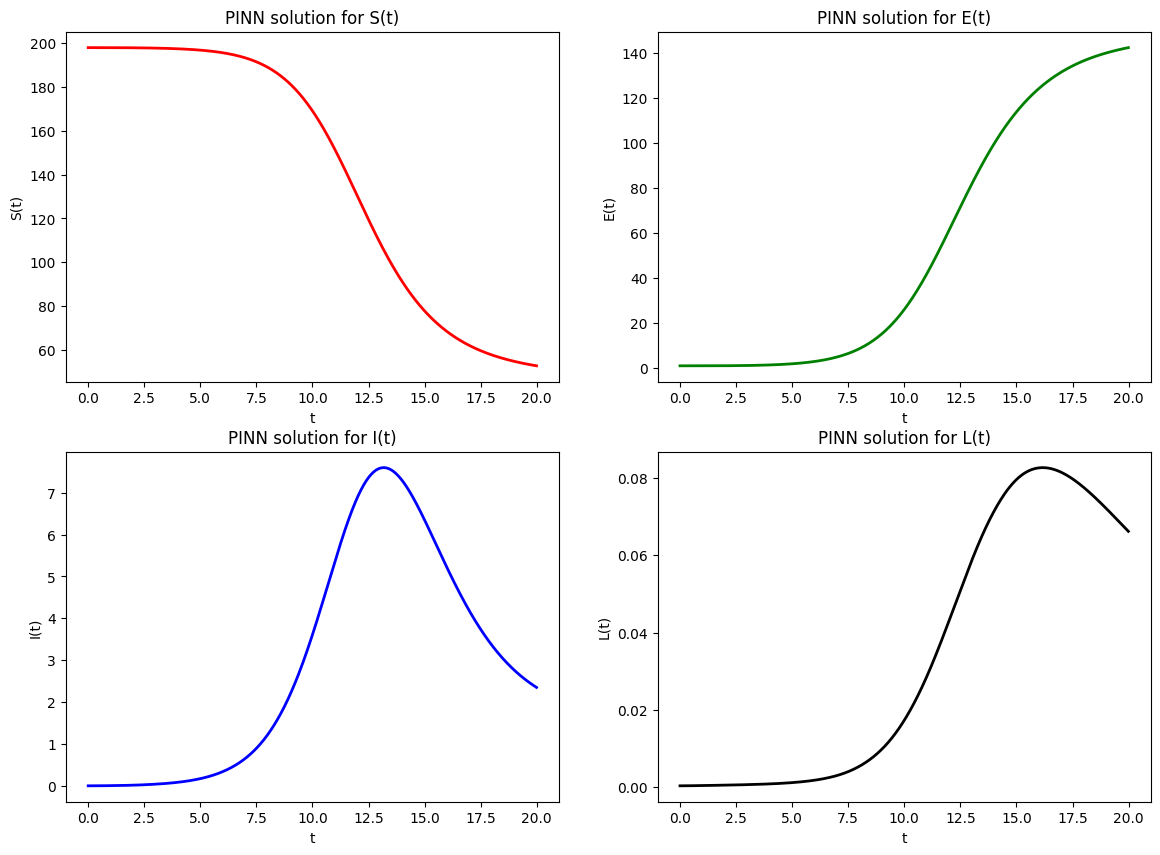 PINN solution for S(t)
200
180
160
140
120
100
80
60
S(t)
0.0 2.5 5.0 7.5 10.0 12.5 15.0 17.5 20.0
t
PINN solution for E(t)
140
120
100
80
60
40
20
0
E(t)
0.0 2.5 5.0 7.5 10.0 12.5 15.0 17.5 20.0
t
PINN solution for I(t)
7
6
5
4
3
2
1
0
I(t)
0.0 2.5 5.0 7.5 10.0 12.5 15.0 17.5 20.0
t
PINN solution for L(t)
0.08
0.06
0.04
0.02
0.00
L(t)
0.0 2.5 5.0 7.5 10.0 12.5 15.0 17.5 20.0
t